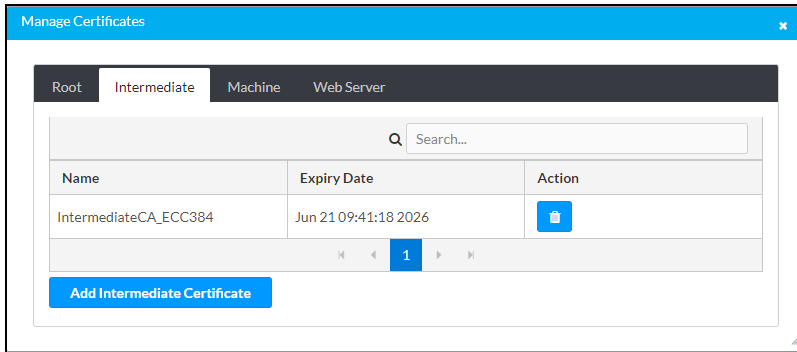 Manage Certificates
Root Intermediate Machine Web Server
Search...
Name Expiry Date Action
IntermediateCA_ECC384 Jun 21 09:41:18 2026
1
Add Intermediate Certificate